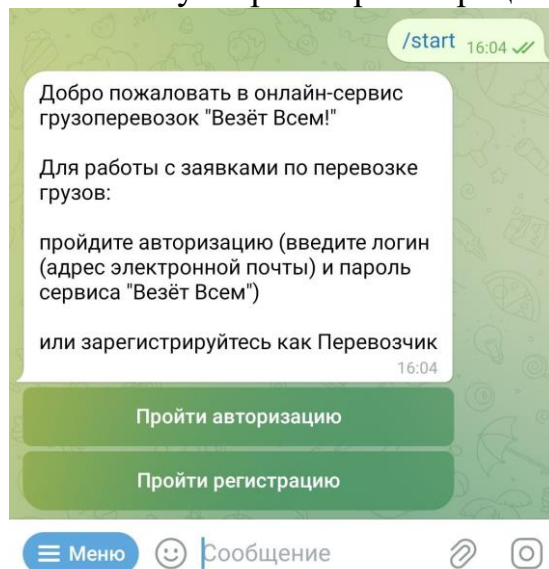 /start 16:04
Добро пожаловать в онлайн-сервис
грузоперевозок "Везёт Всем!"
Для работы с заявками по перевозке
грузов:
пройдите авторизацию (введите логин
(адрес электронной почты) и пароль
сервиса "Везёт Всем")
или зарегистрируйтесь как Перевозчик
16:04
Пройти авторизацию
Пройти регистрацию
Меню Сообщение